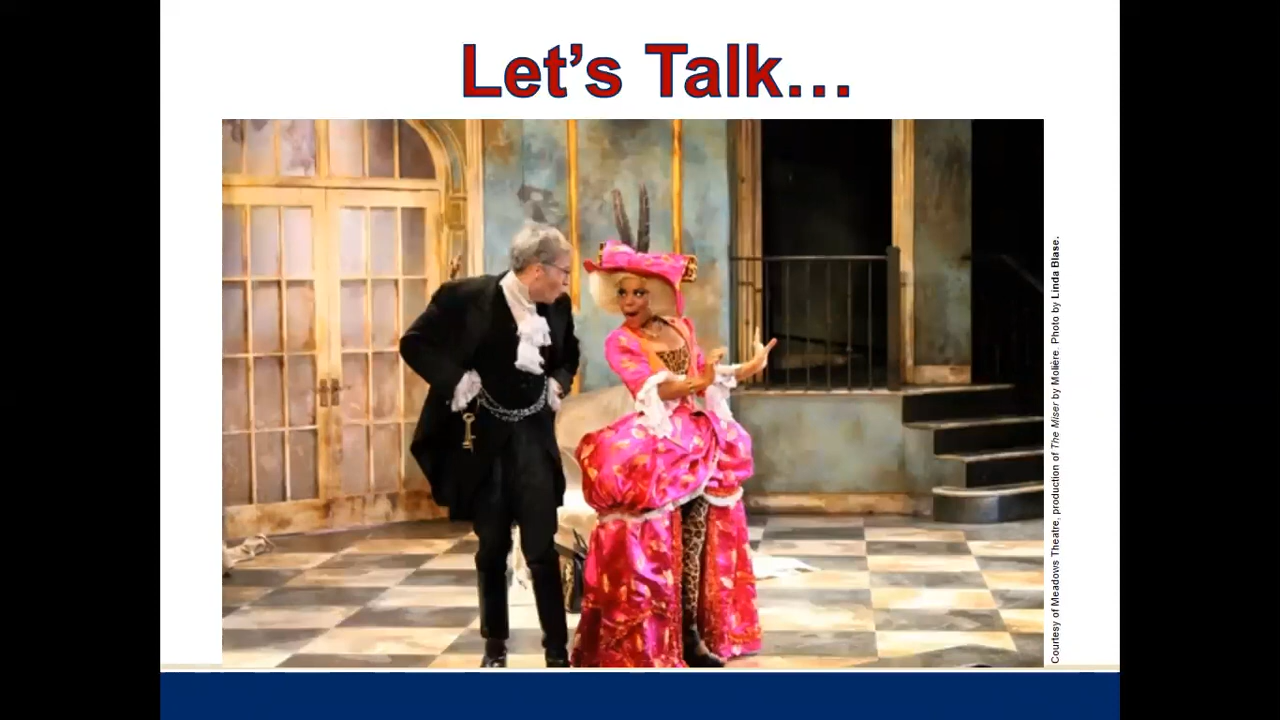 Let’s Talk…
Courtesy of Meadows Theatre, production of The Miser by Molière. Photo by Linda Blase.